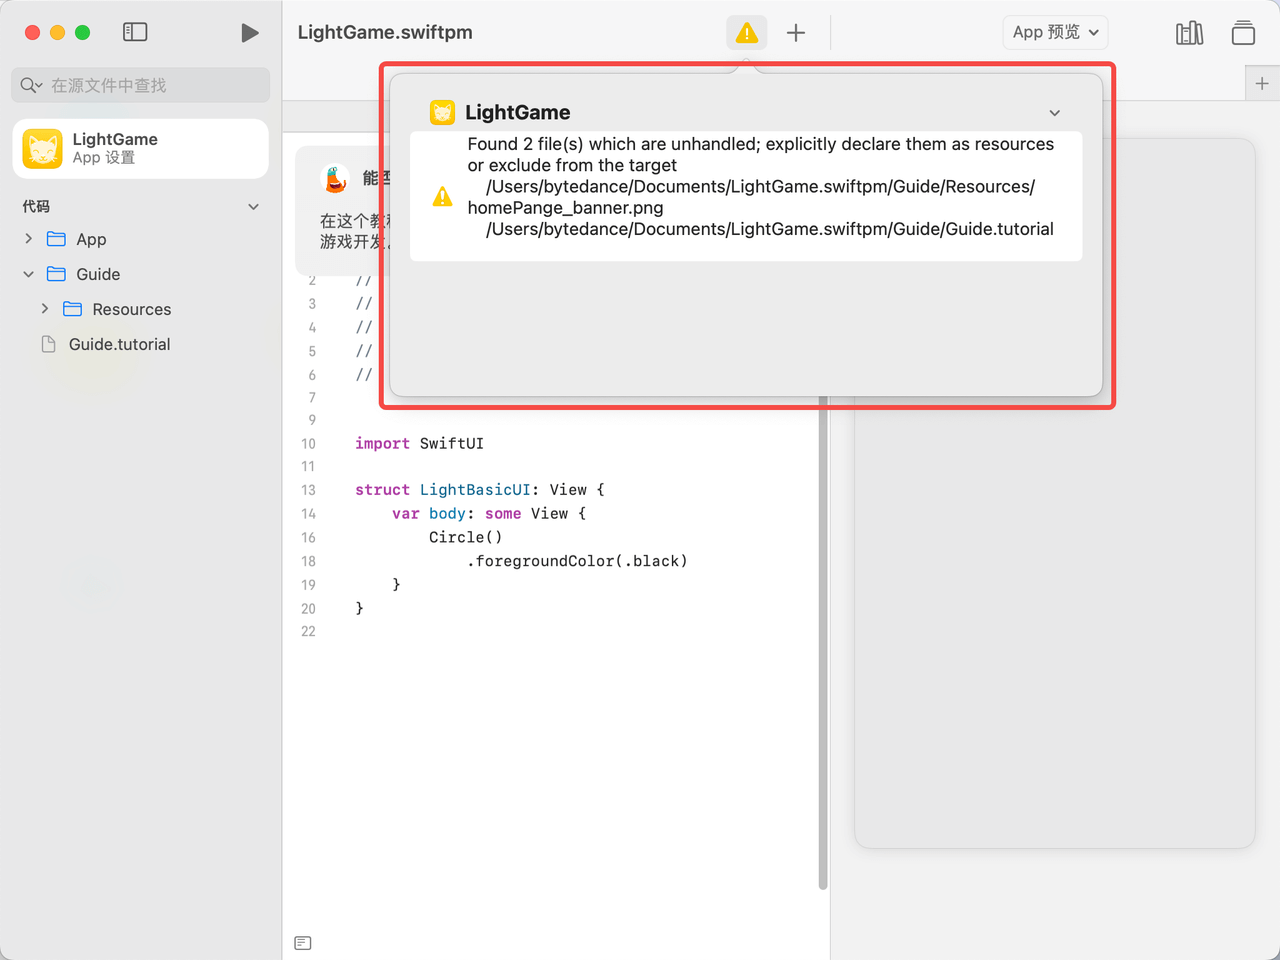 LightGame.swiftpm
App 预览
在源文件中查找
LightGame
App 设置
代码
App
Guide
Resources
Guide.tutorial
LightGame
Found 2 file(s) which are unhandled; explicitly declare them as resources
or exclude from the target
/Users/bytedance/Documents/LightGame.swiftpm/Guide/Resources/
homePange_banner.png
/Users/bytedance/Documents/LightGame.swiftpm/Guide/Guide.tutorial
在这个教
游戏开发
2 //
3 //
4 //
5 //
6 //
7
9
10 import SwiftUI
11
13 struct LightBasicUI: View {
14 var body: some View {
16 Circle()
18 .foregroundColor(.black)
19 }
20 }
22